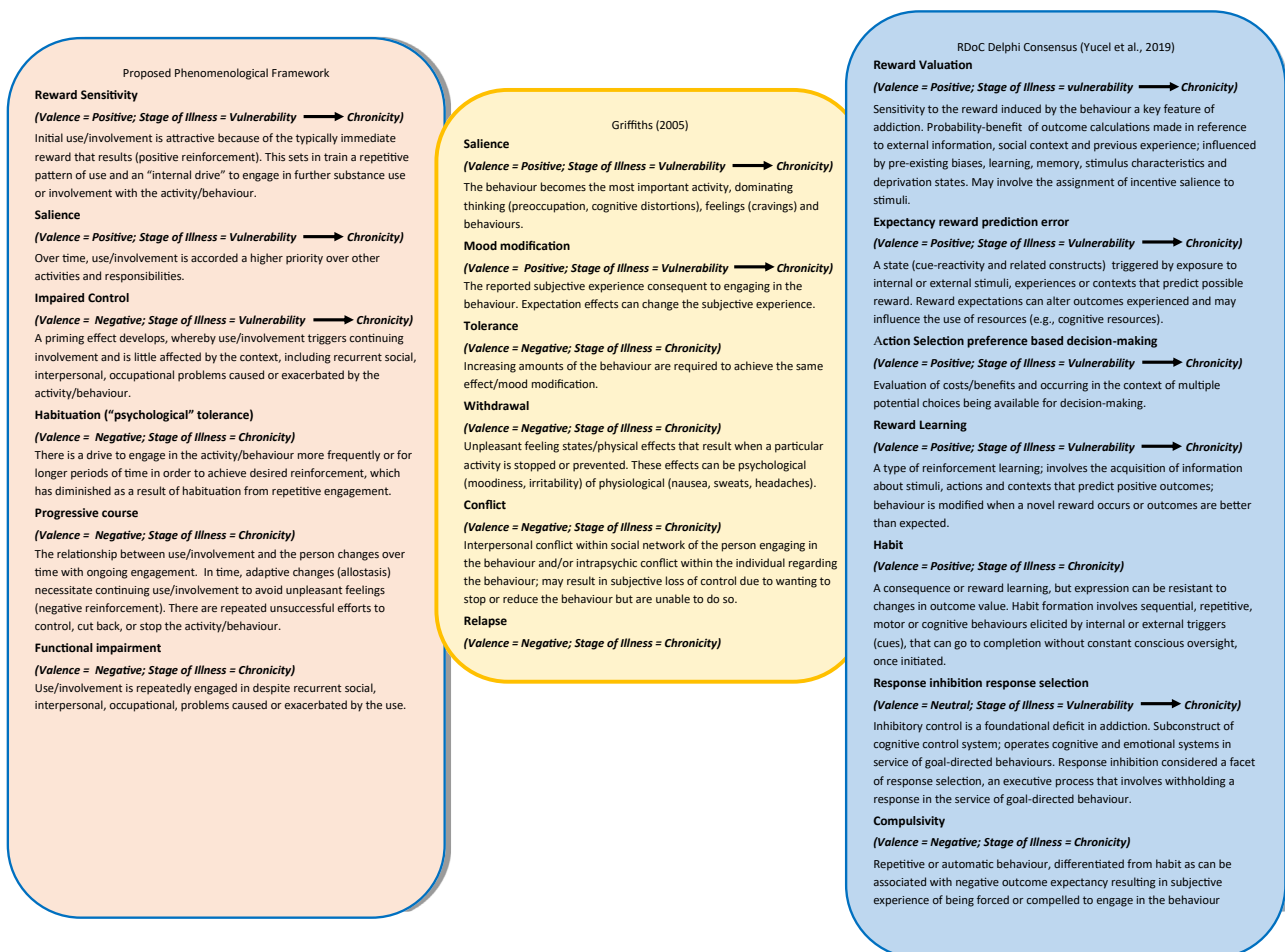 Proposed Phenomenological Framework
Reward Sensitivity
(Valence = Positive; Stage of Illness = Vulnerability ⟶ Chronicity)
Initial use/involvement is attractive because of the typically immediate
reward that results (positive reinforcement). This sets in train a repetitive
pattern of use and an “internal drive” to engage in further substance use
or involvement with the activity/behaviour.
Salience
(Valence = Positive; Stage of Illness = Vulnerability ⟶ Chronicity)
Over time, use/involvement is accorded a higher priority over other
activities and responsibilities.
Impaired Control
(Valence = Negative; Stage of Illness = Vulnerability ⟶ Chronicity)
A priming effect develops, whereby use/involvement triggers continuing
involvement and is little affected by the context, including recurrent social,
interpersonal, occupational problems caused or exacerbated by the
activity/behaviour.
Habituation (“psychological” tolerance)
(Valence = Negative; Stage of Illness = Chronicity)
There is a drive to engage in the activity/behaviour more frequently or for
longer periods of time in order to achieve desired reinforcement, which
has diminished as a result of habituation from repetitive engagement.
Progressive course
(Valence = Negative; Stage of Illness = Chronicity)
The relationship between use/involvement and the person changes over
time with ongoing engagement. In time, adaptive changes (allostasis)
necessitate continuing use/involvement to avoid unpleasant feelings
(negative reinforcement). There are repeated unsuccessful efforts to
control, cut back, or stop the activity/behaviour.
Functional impairment
(Valence = Negative; Stage of Illness = Chronicity)
Use/involvement is repeatedly engaged in despite recurrent social,
interpersonal, occupational, problems caused or exacerbated by the use.
Griffiths (2005)
Salience
(Valence = Positive; Stage of Illness = Vulnerability ⟶ Chronicity)
The behaviour becomes the most important activity, dominating
thinking (preoccupation, cognitive distortions), feelings (cravings) and
behaviours.
Mood modification
(Valence = Positive; Stage of Illness = Vulnerability ⟶ Chronicity)
The reported subjective experience consequent to engaging in the
behaviour. Expectation effects can change the subjective experience.
Tolerance
(Valence = Negative; Stage of Illness = Chronicity)
Increasing amounts of the behaviour are required to achieve the same
effect/mood modification.
Withdrawal
(Valence = Negative; Stage of Illness = Chronicity)
Unpleasant feeling states/physical effects that result when a particular
activity is stopped or prevented. These effects can be psychological
(moodiness, irritability) of physiological (nausea, sweats, headaches).
Conflict
(Valence = Negative; Stage of Illness = Chronicity)
Interpersonal conflict within social network of the person engaging in
the behaviour and/or intrapsychic conflict within the individual regarding
the behaviour; may result in subjective loss of control due to wanting to
stop or reduce the behaviour but are unable to do so.
Relapse
(Valence = Negative; Stage of Illness = Chronicity)
RDoC Delphi Consensus (Yucel et al., 2019)
Reward Valuation
(Valence = Positive; Stage of Illness = vulnerability ⟶ Chronicity)
Sensitivity to the reward induced by the behaviour a key feature of
addiction. Probability-benefit of outcome calculations made in reference
to external information, social context and previous experience; influenced
by pre-existing biases, learning, memory, stimulus characteristics and
deprivation states. May involve the assignment of incentive salience to
stimuli.
Expectancy reward prediction error
(Valence = Positive; Stage of Illness = Vulnerability ⟶ Chronicity)
A state (cue-reactivity and related constructs) triggered by exposure to
internal or external stimuli, experiences or contexts that predict possible
reward. Reward expectations can alter outcomes experienced and may
influence the use of resources (e.g., cognitive resources).
Action Selection preference based decision-making
(Valence = Positive; Stage of Illness = Vulnerability ⟶ Chronicity)
Evaluation of costs/benefits and occurring in the context of multiple
potential choices being available for decision-making.
Reward Learning
(Valence = Positive; Stage of Illness = Vulnerability ⟶ Chronicity)
A type of reinforcement learning; involves the acquisition of information
about stimuli, actions and contexts that predict positive outcomes;
behaviour is modified when a novel reward occurs or outcomes are better
than expected.
Habit
(Valence = Positive; Stage of Illness = Chronicity)
A consequence or reward learning, but expression can be resistant to
changes in outcome value. Habit formation involves sequential, repetitive,
motor or cognitive behaviours elicited by internal or external triggers
(cues), that can go to completion without constant conscious oversight,
once initiated.
Response inhibition response selection
(Valence = Neutral; Stage of Illness = Vulnerability ⟶ Chronicity)
Inhibitory control is a foundational deficit in addiction. Subconstruct of
cognitive control system; operates cognitive and emotional systems in
service of goal-directed behaviours. Response inhibition considered a facet
of response selection, an executive process that involves withholding a
response in the service of goal-directed behaviour.
Compulsivity
(Valence = Negative; Stage of Illness = Chronicity)
Repetitive or automatic behaviour, differentiated from habit as can be
associated with negative outcome expectancy resulting in subjective
experience of being forced or compelled to engage in the behaviour